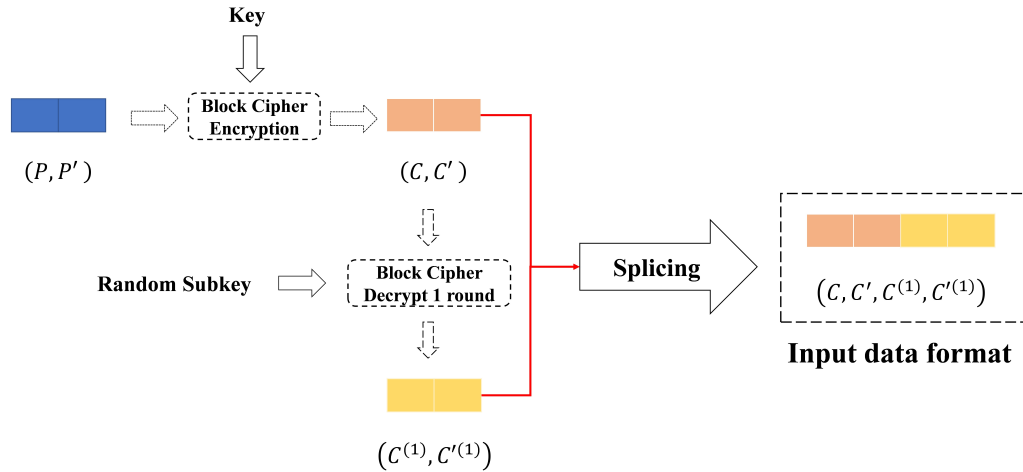 Key
Block Cipher
Encryption
(P, P′)
(C, C′)
Random Subkey
Block Cipher
Decrypt 1 round
Splicing
(C, C′, C⁽¹⁾, C′⁽¹⁾)
Input data format
(C⁽¹⁾, C′⁽¹⁾)